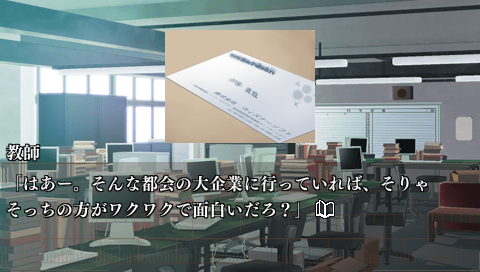 教師
「はあー。そんな都会の大企業に行っていれば、そりゃ
そっちの方がワクワクで面白いだろ？」